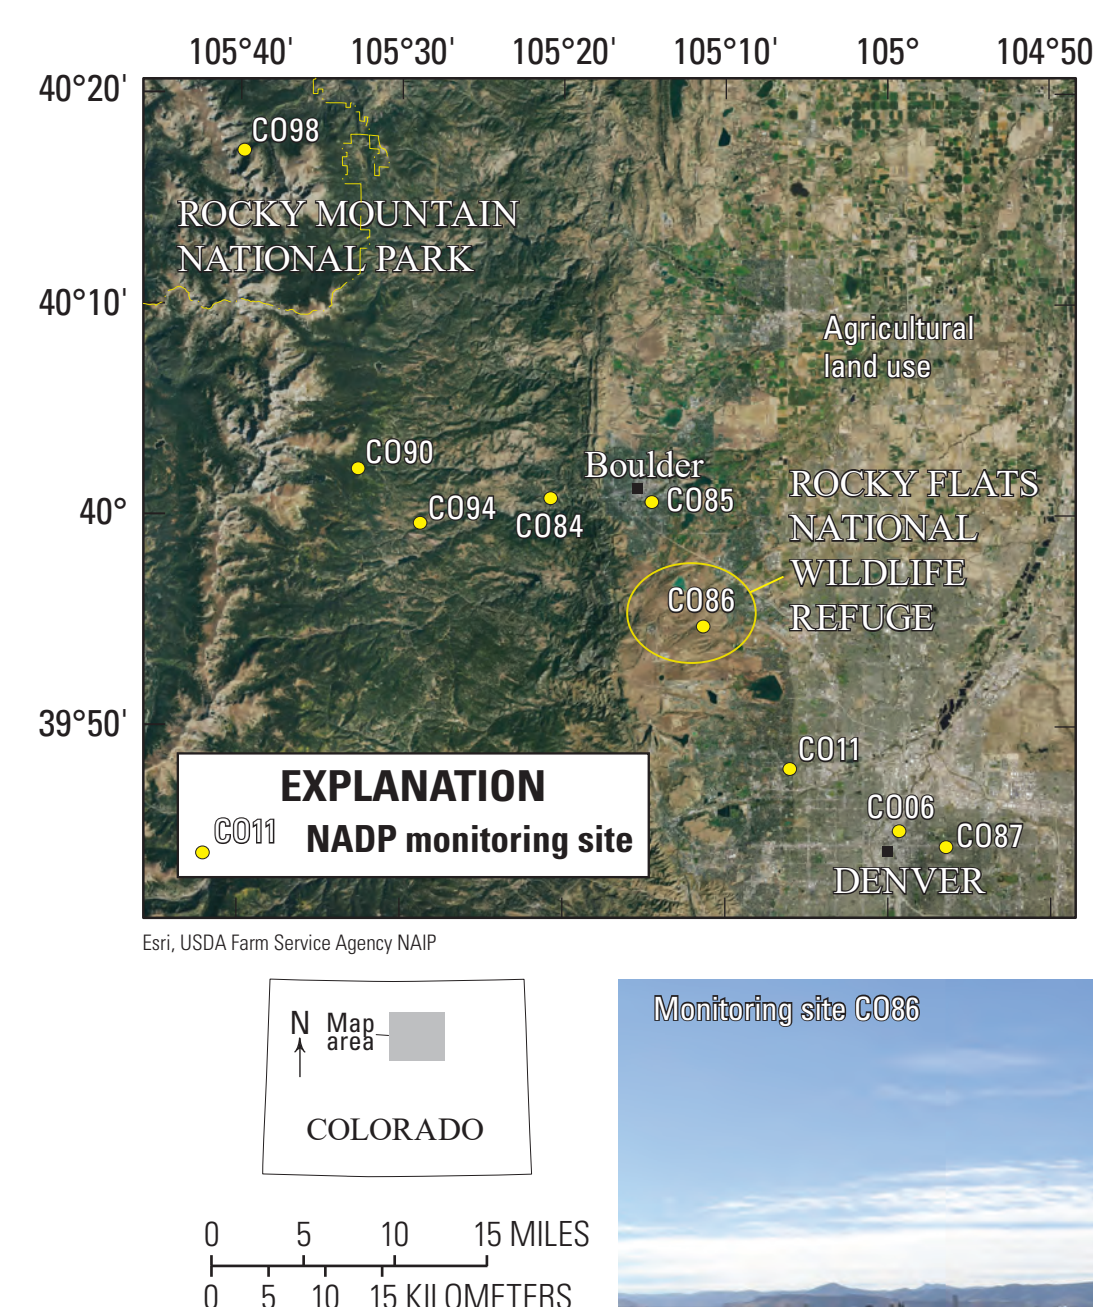 105°40' 105°30' 105°20' 105°10' 105° 104°50
40°20'
40°10'
40°
39°50'
CO98
ROCKY MOUNTAIN
NATIONAL PARK
Agricultural
land use
CO90
CO94
CO84
Boulder
CO85
ROCKY FLATS
NATIONAL
WILDLIFE
REFUGE
CO86
CO11
CO06
CO87
DENVER
EXPLANATION
CO11 NADP monitoring site
Esri, USDA Farm Service Agency NAIP
N
Map
area
COLORADO
0 5 10 15 MILES
0 5 10 15 KILOMETERS
Monitoring site CO86